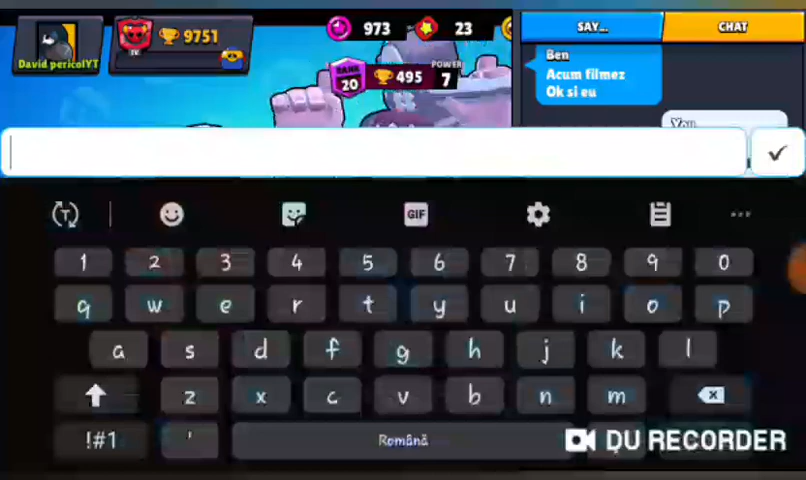 973
23
SAY...
CHAT
9751
David pericolYT
RANK
20
495
POWER
7
Ben
Acum filmez
Ok si eu
You
T
GIF
1 2 3 4 5 6 7 8 9 0
q w e r t y u i o p
a s d f g h j k l
z x c v b n m
!#1 ' Română
DU RECORDER